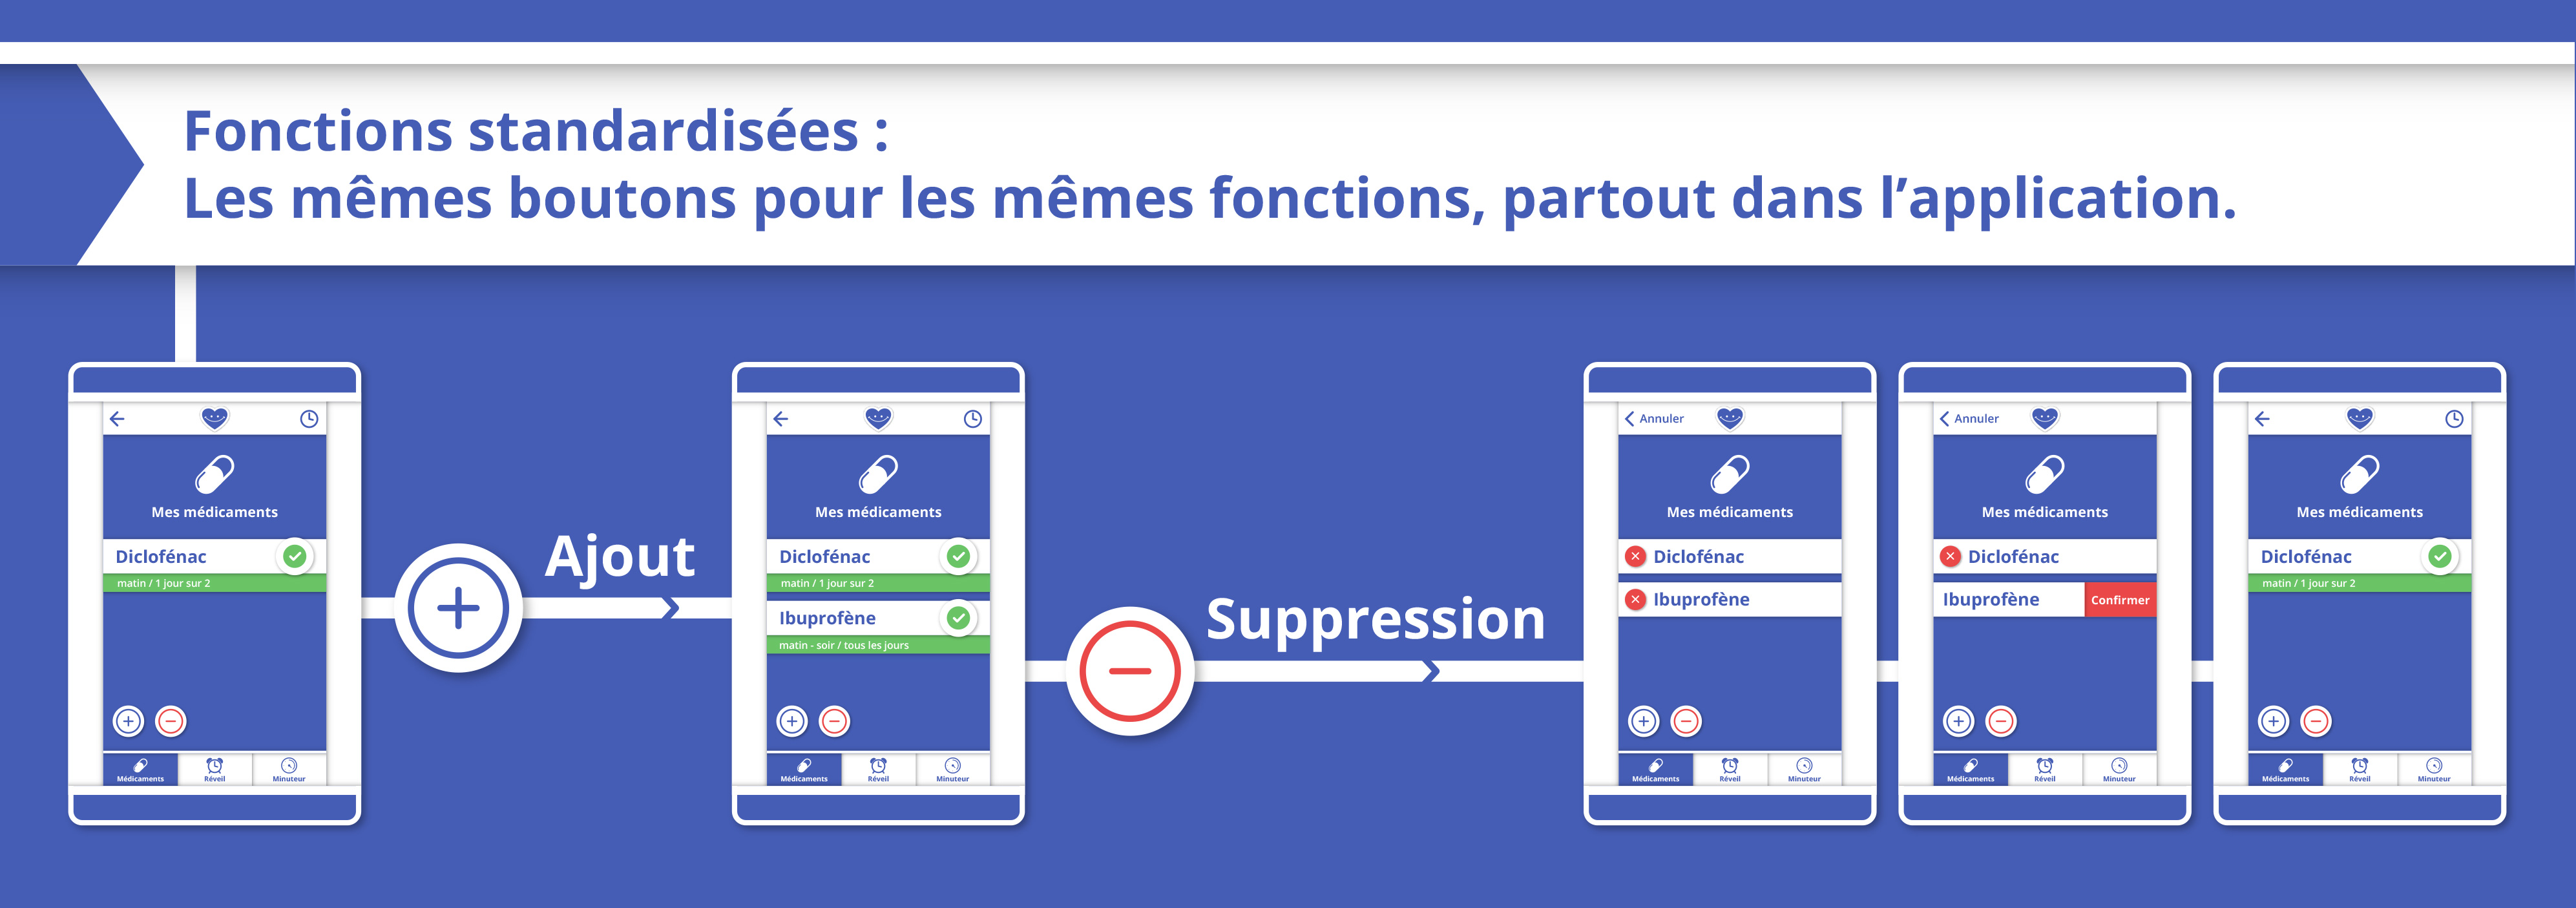 Fonctions standardisées :
Les mêmes boutons pour les mêmes fonctions, partout dans l’application.
Mes médicaments
Diclofénac
matin / 1 jour sur 2
Médicaments
Réveil
Minuteur
Ajout
Mes médicaments
Diclofénac
matin / 1 jour sur 2
Ibuprofène
matin - soir / tous les jours
Médicaments
Réveil
Minuteur
Suppression
Annuler
Mes médicaments
Diclofénac
Ibuprofène
Médicaments
Réveil
Minuteur
Annuler
Mes médicaments
Diclofénac
Ibuprofène
Confirmer
Médicaments
Réveil
Minuteur
Mes médicaments
Diclofénac
matin / 1 jour sur 2
Médicaments
Réveil
Minuteur